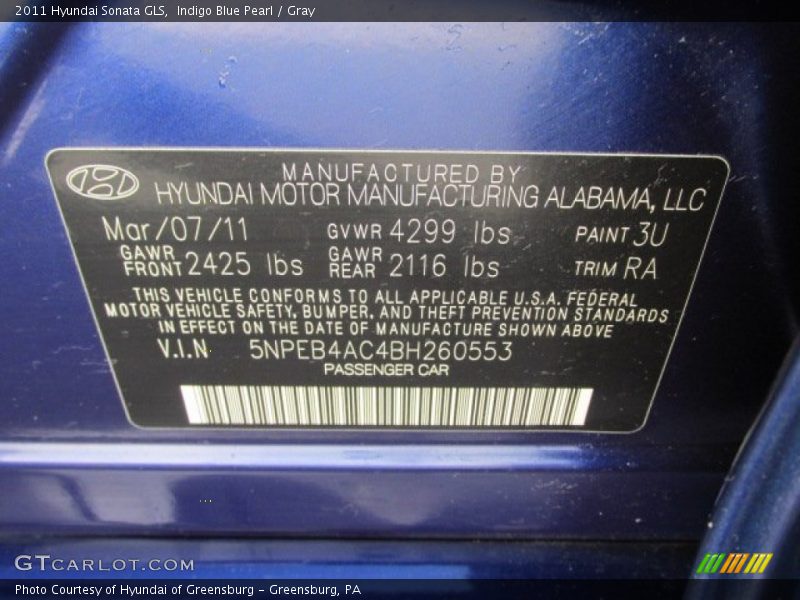 2011 Hyundai Sonata GLS,  Indigo Blue Pearl / Gray
MANUFACTURED BY
HYUNDAI MOTOR MANUFACTURING ALABAMA, LLC
Mar/07/11 GVWR 4299 lbs PAINT 3U
GAWR FRONT 2425 lbs GAWR REAR 2116 lbs TRIM RA
THIS VEHICLE CONFORMS TO ALL APPLICABLE U.S.A. FEDERAL
MOTOR VEHICLE SAFETY, BUMPER, AND THEFT PREVENTION STANDARDS
IN EFFECT ON THE DATE OF MANUFACTURE SHOWN ABOVE
V.I.N 5NPEB4AC4BH260553
PASSENGER CAR
GTCARLOT.COM
Photo Courtesy of Hyundai of Greensburg - Greensburg, PA